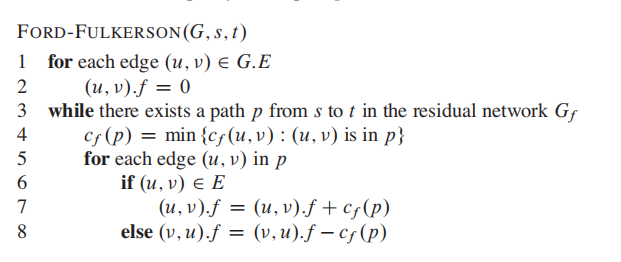 FORD-FULKERSON(G, s, t)
1 for each edge (u, v) ∈ G.E
2 (u, v).f = 0
3 while there exists a path p from s to t in the residual network G_f
4 c_f(p) = min {c_f(u, v) : (u, v) is in p}
5 for each edge (u, v) in p
6 if (u, v) ∈ E
7 (u, v).f = (u, v).f + c_f(p)
8 else (v, u).f = (v, u).f − c_f(p)